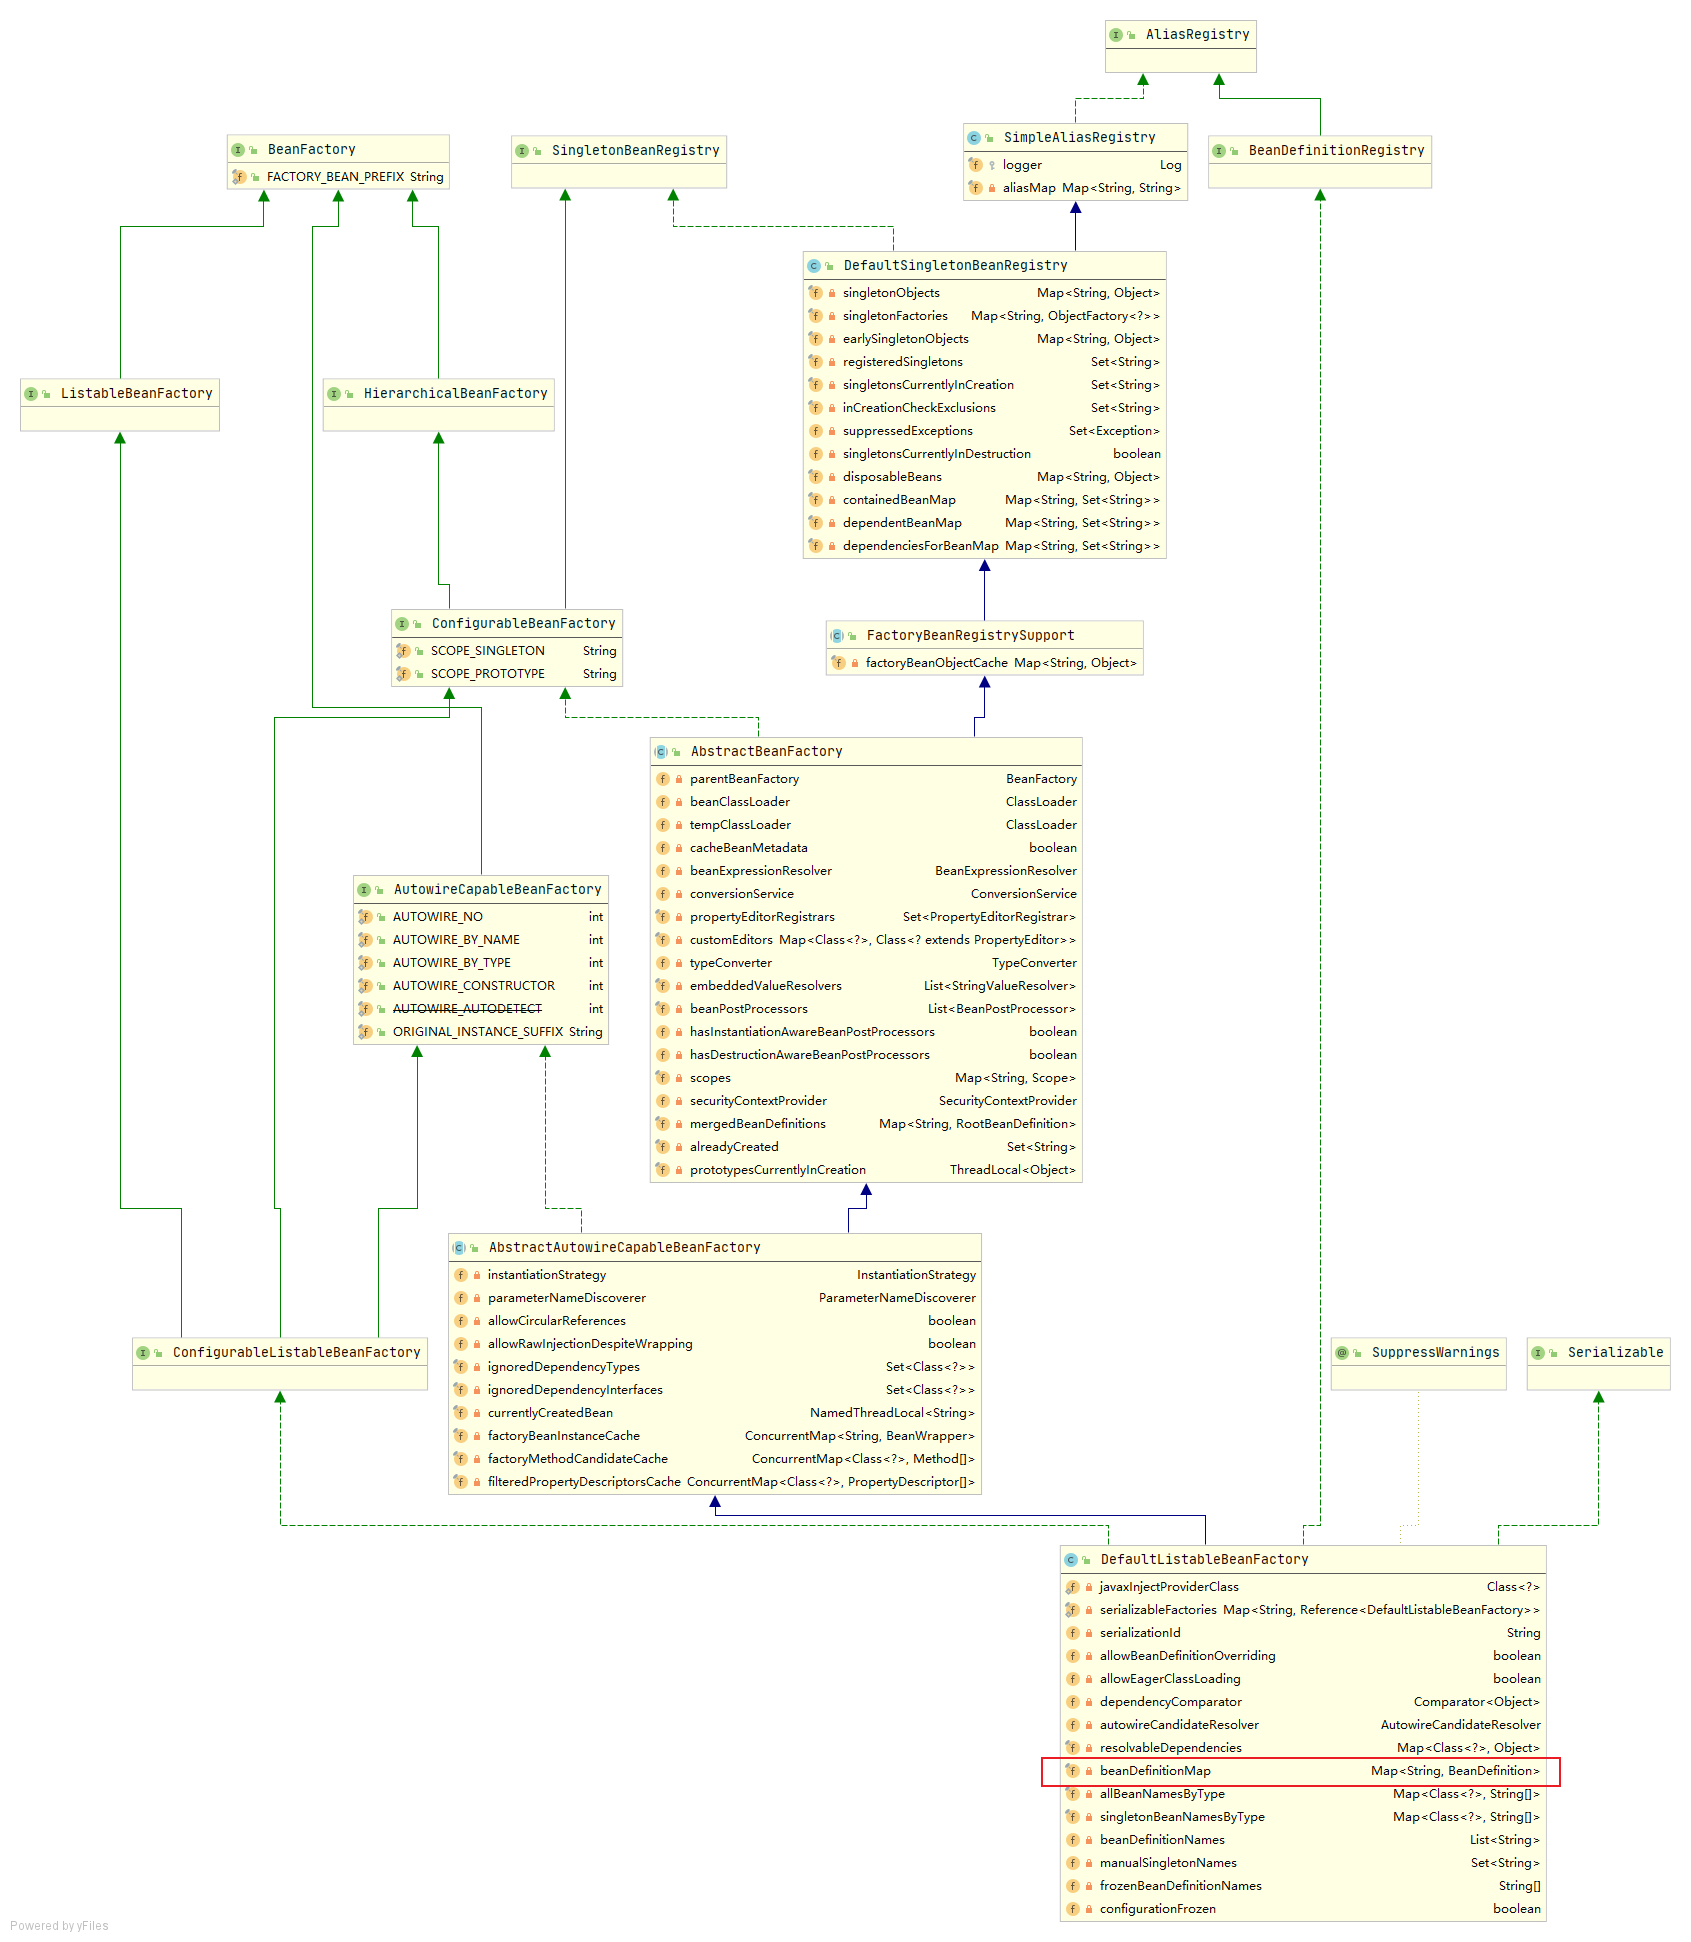 AliasRegistry
SimpleAliasRegistry
logger Log
aliasMap Map<String, String>
BeanFactory
FACTORY_BEAN_PREFIX String
SingletonBeanRegistry
BeanDefinitionRegistry
DefaultSingletonBeanRegistry
singletonObjects Map<String, Object>
singletonFactories Map<String, ObjectFactory<?>>
earlySingletonObjects Map<String, Object>
registeredSingletons Set<String>
singletonsCurrentlyInCreation Set<String>
inCreationCheckExclusions Set<String>
suppressedExceptions Set<Exception>
singletonsCurrentlyInDestruction boolean
disposableBeans Map<String, Object>
containedBeanMap Map<String, Set<String>>
dependentBeanMap Map<String, Set<String>>
dependenciesForBeanMap Map<String, Set<String>>
ListableBeanFactory
HierarchicalBeanFactory
ConfigurableBeanFactory
SCOPE_SINGLETON String
SCOPE_PROTOTYPE String
FactoryBeanRegistrySupport
factoryBeanObjectCache Map<String, Object>
AbstractBeanFactory
parentBeanFactory BeanFactory
beanClassLoader ClassLoader
tempClassLoader ClassLoader
cacheBeanMetadata boolean
beanExpressionResolver BeanExpressionResolver
conversionService ConversionService
propertyEditorRegistrars Set<PropertyEditorRegistrar>
customEditors Map<Class<?>, Class<? extends PropertyEditor>>
typeConverter TypeConverter
embeddedValueResolvers List<StringValueResolver>
beanPostProcessors List<BeanPostProcessor>
hasInstantiationAwareBeanPostProcessors boolean
hasDestructionAwareBeanPostProcessors boolean
scopes Map<String, Scope>
securityContextProvider SecurityContextProvider
mergedBeanDefinitions Map<String, RootBeanDefinition>
alreadyCreated Set<String>
prototypesCurrentlyInCreation ThreadLocal<Object>
AutowireCapableBeanFactory
AUTOWIRE_NO int
AUTOWIRE_BY_NAME int
AUTOWIRE_BY_TYPE int
AUTOWIRE_CONSTRUCTOR int
AUTOWIRE_AUTODETECT int
ORIGINAL_INSTANCE_SUFFIX String
AbstractAutowireCapableBeanFactory
instantiationStrategy InstantiationStrategy
parameterNameDiscoverer ParameterNameDiscoverer
allowCircularReferences boolean
allowRawInjectionDespiteWrapping boolean
ignoredDependencyTypes Set<Class<?>>
ignoredDependencyInterfaces Set<Class<?>>
currentlyCreatedBean NamedThreadLocal<String>
factoryBeanInstanceCache ConcurrentMap<String, BeanWrapper>
factoryMethodCandidateCache ConcurrentMap<Class<?>, Method[]>
filteredPropertyDescriptorsCache ConcurrentMap<Class<?>, PropertyDescriptor[]>
ConfigurableListableBeanFactory
SuppressWarnings
Serializable
DefaultListableBeanFactory
javaxInjectProviderClass Class<?>
serializableFactories Map<String, Reference<DefaultListableBeanFactory>>
serializationId String
allowBeanDefinitionOverriding boolean
allowEagerClassLoading boolean
dependencyComparator Comparator<Object>
autowireCandidateResolver AutowireCandidateResolver
resolvableDependencies Map<Class<?>, Object>
beanDefinitionMap Map<String, BeanDefinition>
allBeanNamesByType Map<Class<?>, String[]>
singletonBeanNamesByType Map<Class<?>, String[]>
beanDefinitionNames List<String>
manualSingletonNames Set<String>
frozenBeanDefinitionNames String[]
configurationFrozen boolean
Powered by yFiles